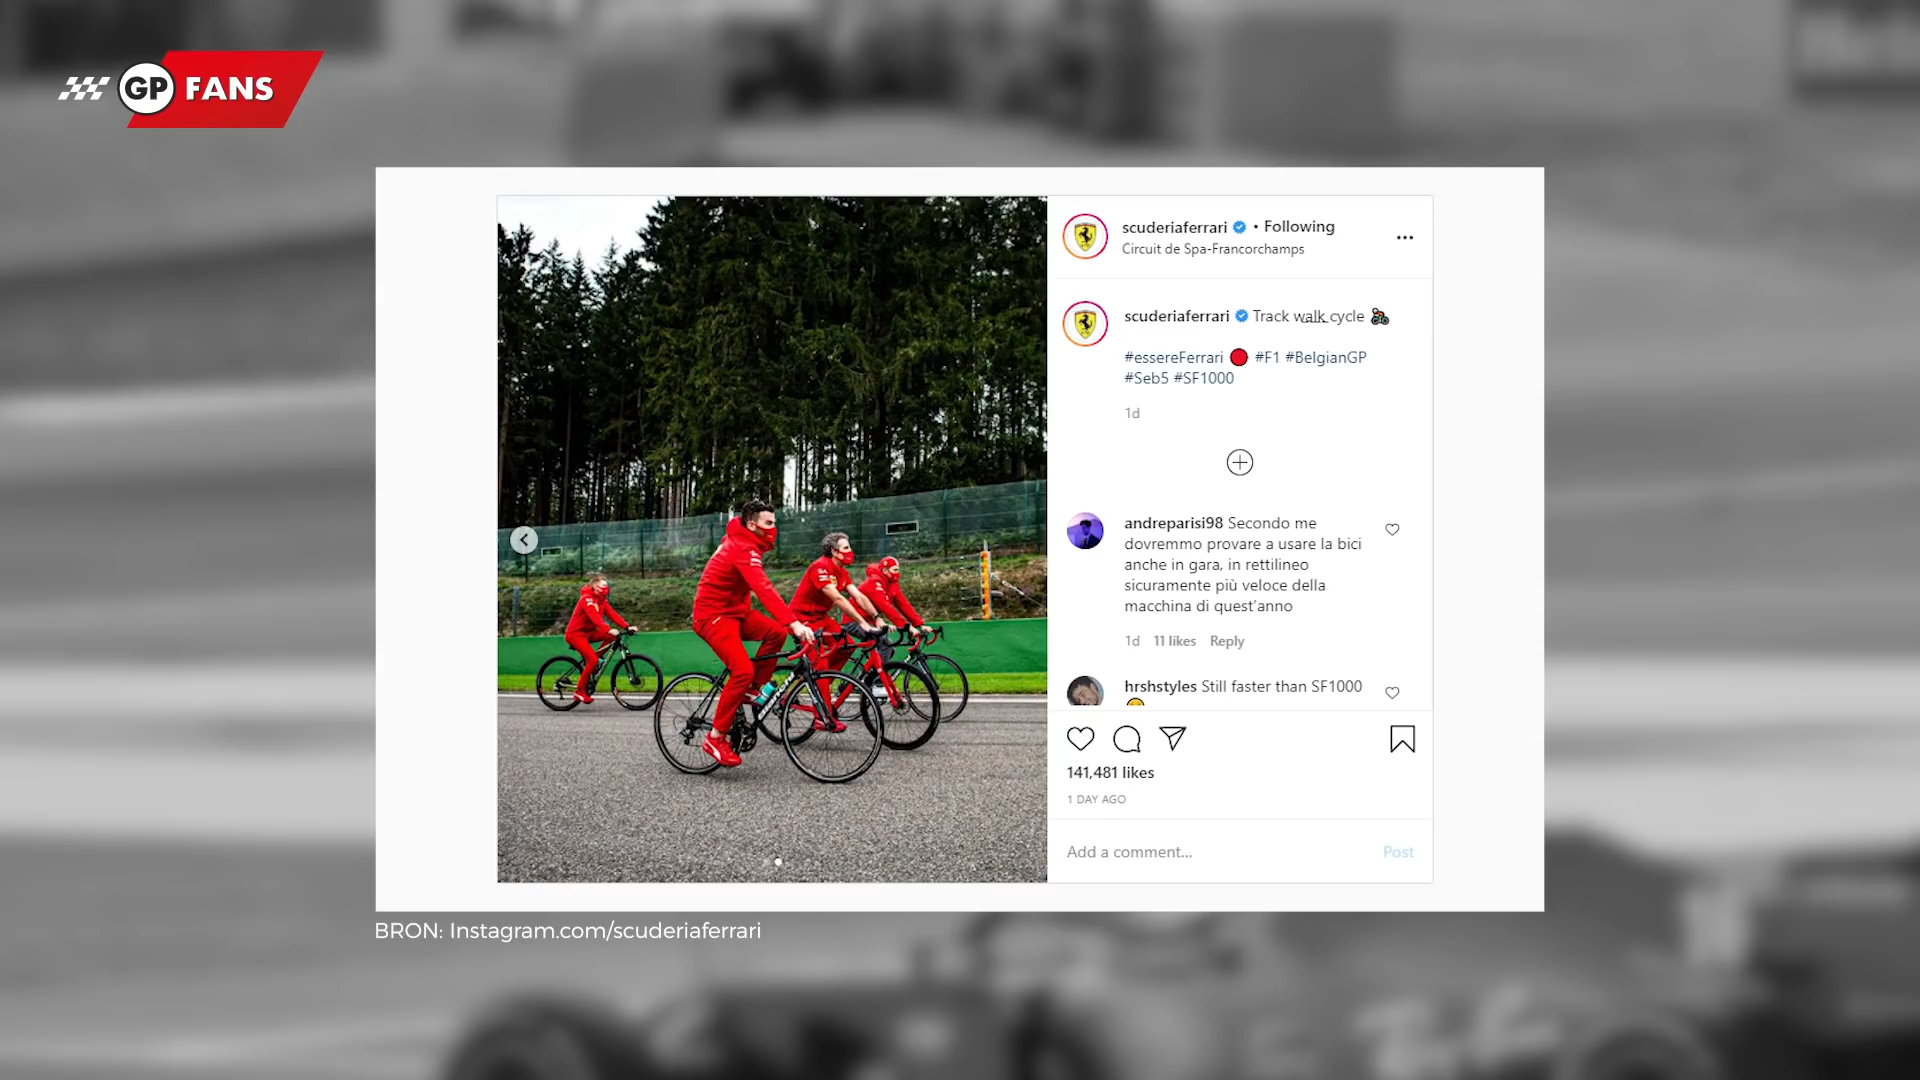 GP FANS
scuderiaferrari • Following
Circuit de Spa-Francorchamps
scuderiaferrari Track walk cycle
#essereFerrari #F1 #BelgianGP
#Seb5 #SF1000
1d
andreparisi98 Secondo me
dovremmo provare a usare la bici
anche in gara, in rettilineo
sicuramente più veloce della
macchina di quest'anno
1d 11 likes Reply
hrshstyles Still faster than SF1000
141,481 likes
1 DAY AGO
Add a comment... Post
BRON: Instagram.com/scuderiaferrari